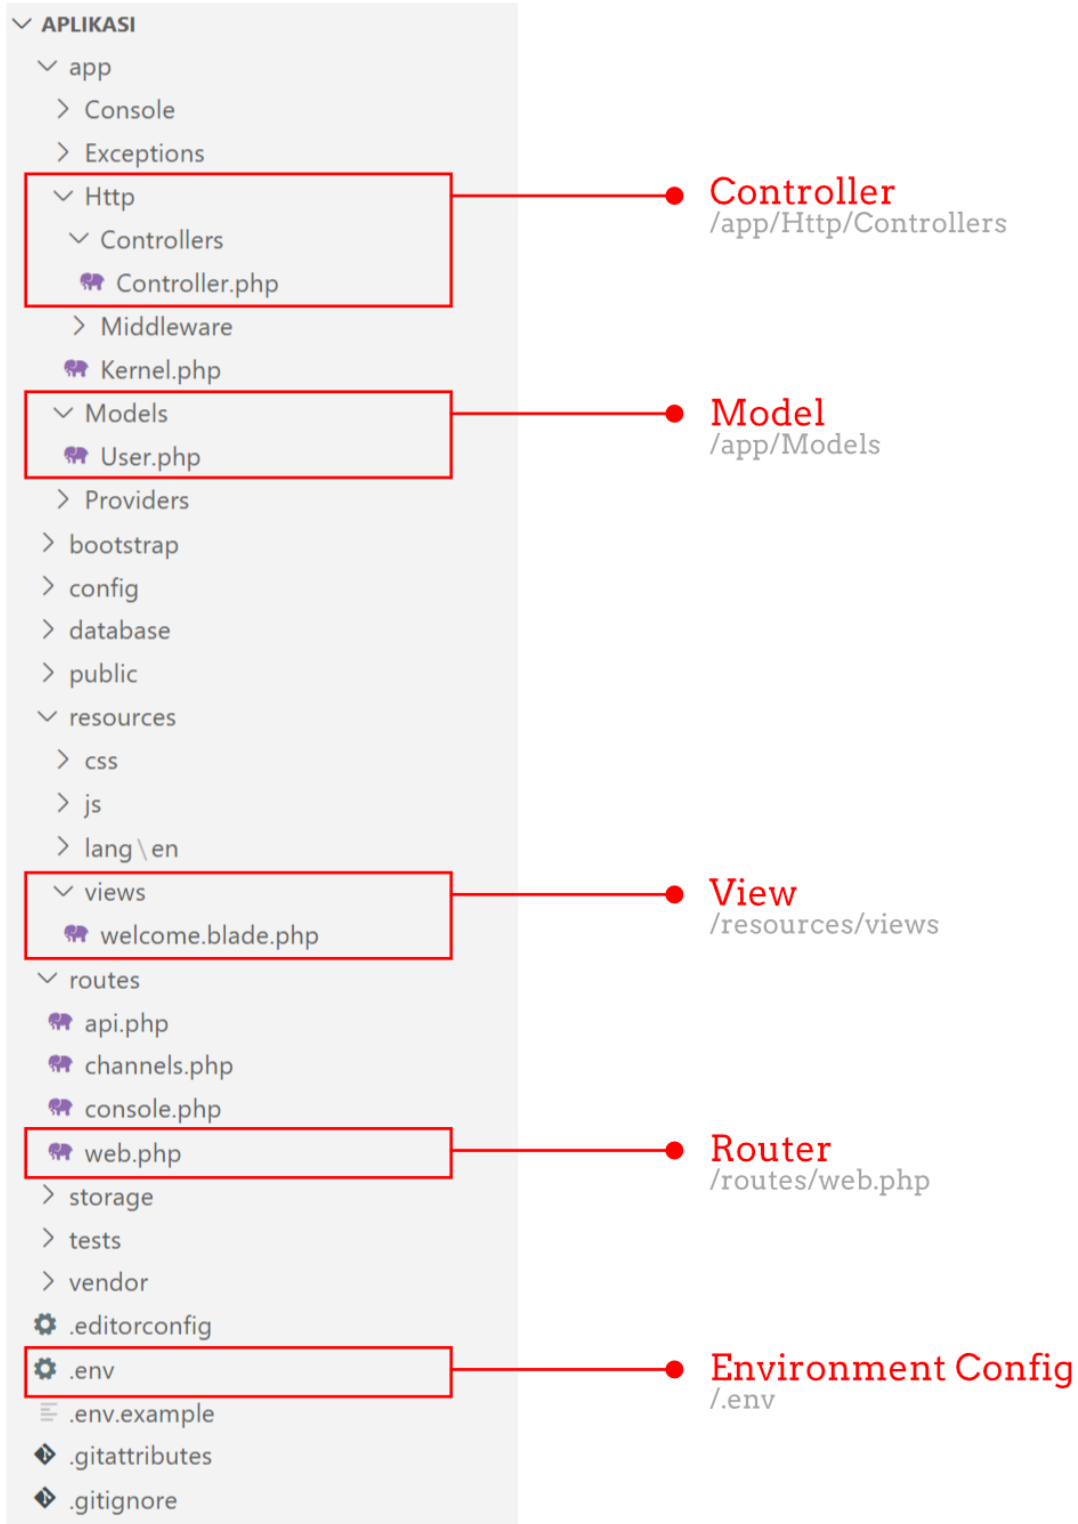 APLIKASI
app
Console
Exceptions
Http
Controller
/app/Http/Controllers
Controllers
Controller.php
Middleware
Kernel.php
Models
Model
/app/Models
User.php
Providers
bootstrap
config
database
public
resources
css
js
lang\en
views
View
/resources/views
welcome.blade.php
routes
api.php
channels.php
console.php
web.php
Router
/routes/web.php
storage
tests
vendor
.editorconfig
.env
Environment Config
/.env
.env.example
.gitattributes
.gitignore